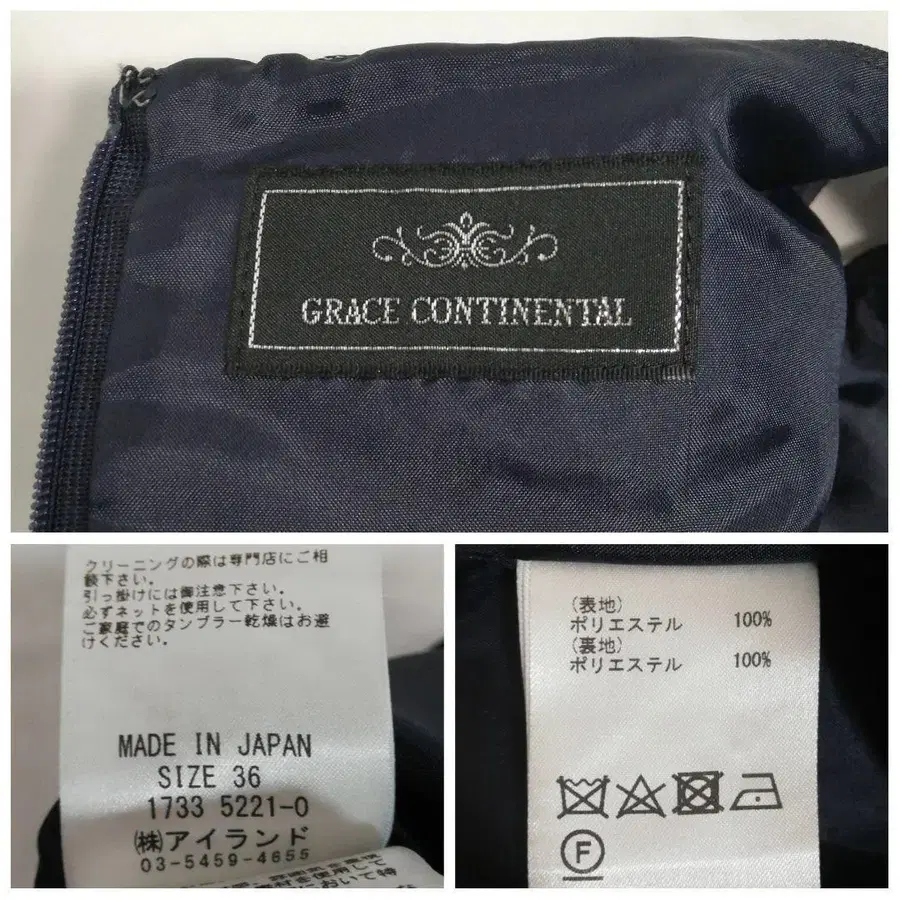 GRACE CONTINENTAL
クリーニングの際は専門店にご相
談下さい。
引っ掛けには御注意下さい。
必ずネットを使用して下さい。
ご家庭でのタンブラー乾燥はお避
けください。
MADE IN JAPAN
SIZE 36
1733 5221-0
(株)アイランド
03-5459-4655
において特
(表地)
ポリエステル 100%
(裏地)
ポリエステル 100%
F